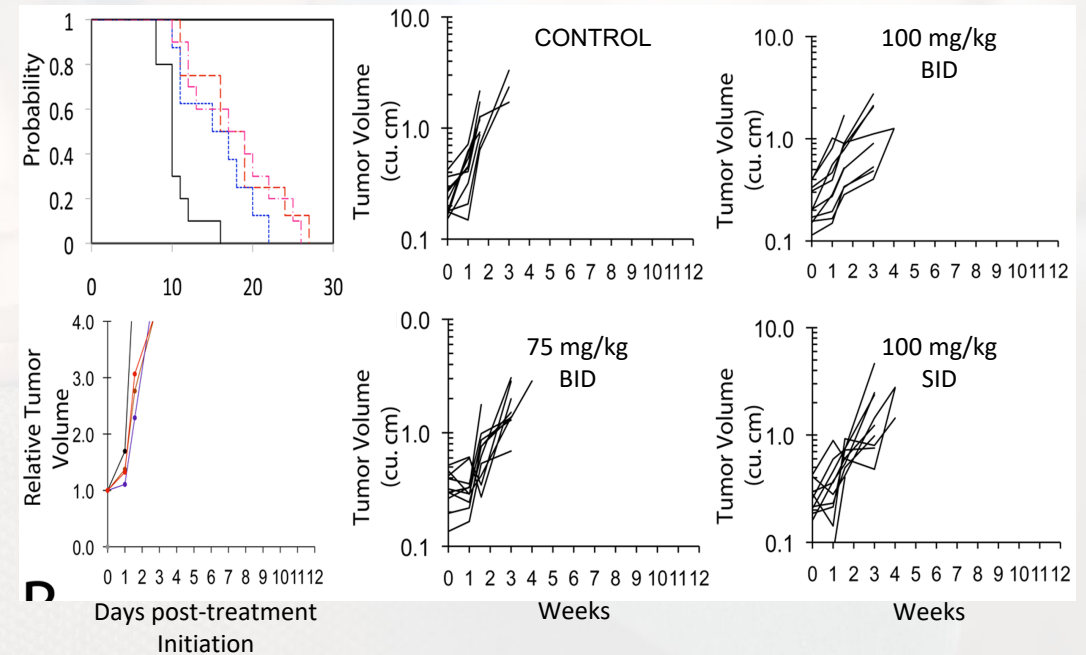 Probability
1
0.8
0.6
0.4
0.2
0
0 10 20 30
CONTROL
Tumor Volume
(cu. cm)
10.0
1.0
0.1
0 1 2 3 4 5 6 7 8 9 10 11 12
100 mg/kg
BID
Tumor Volume
(cu. cm)
10.0
1.0
0.1
0 1 2 3 4 5 6 7 8 9 10 11 12
Relative Tumor
Volume
4.0
3.0
2.0
1.0
0.0
0 1 2 3 4 5 6 7 8 9 10 11 12
Days post-treatment
Initiation
75 mg/kg
BID
Tumor Volume
(cu. cm)
0.0
1.0
0.1
0 1 2 3 4 5 6 7 8 9 10 11 12
Weeks
100 mg/kg
SID
Tumor Volume
(cu. cm)
10.0
1.0
0.1
0 1 2 3 4 5 6 7 8 9 10 11 12
Weeks